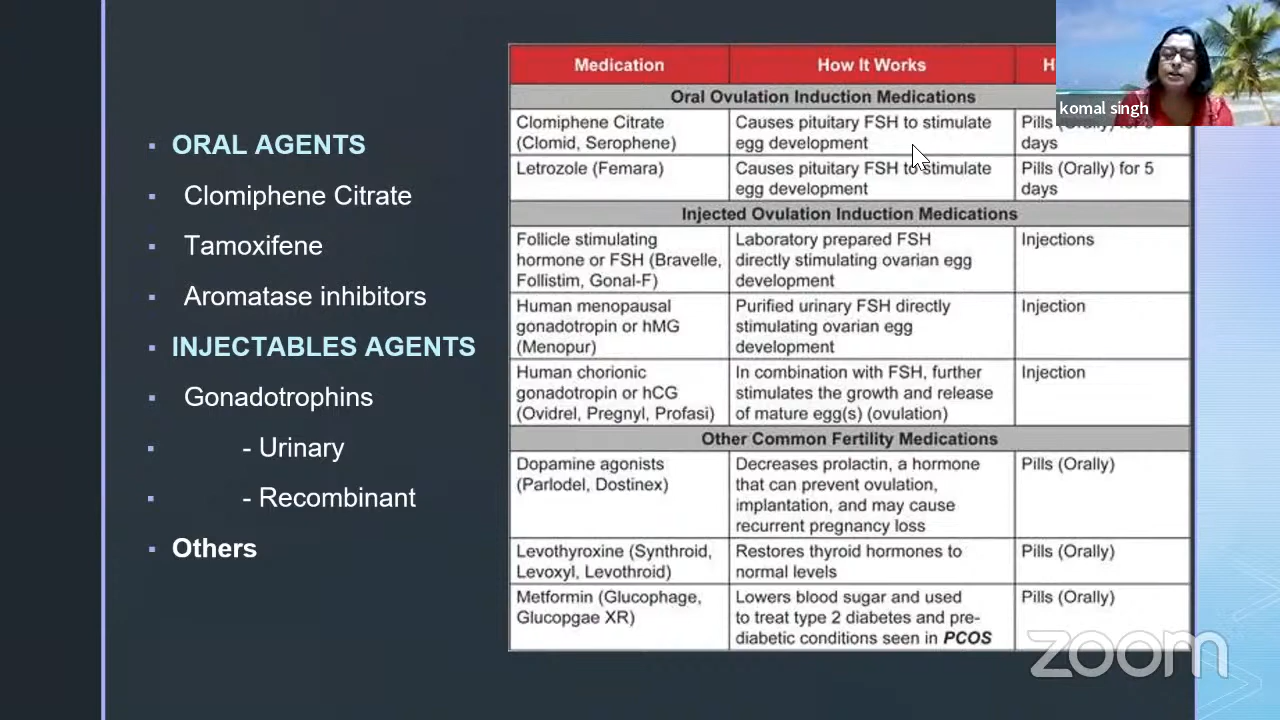 ORAL AGENTS
Clomiphene Citrate
Tamoxifene
Aromatase inhibitors
INJECTABLES AGENTS
Gonadotrophins
- Urinary
- Recombinant
Others
Medication How It Works H
Oral Ovulation Induction Medications
Clomiphene Citrate
(Clomid, Serophene)
Causes pituitary FSH to stimulate
egg development
Pills (Orally) for 5
days
Letrozole (Femara)
Causes pituitary FSH to stimulate
egg development
Pills (Orally) for 5
days
Injected Ovulation Induction Medications
Follicle stimulating
hormone or FSH (Bravelle,
Follistim, Gonal-F)
Laboratory prepared FSH
directly stimulating ovarian egg
development
Injections
Human menopausal
gonadotropin or hMG
(Menopur)
Purified urinary FSH directly
stimulating ovarian egg
development
Injection
Human chorionic
gonadotropin or hCG
(Ovidrel, Pregnyl, Profasi)
In combination with FSH, further
stimulates the growth and release
of mature egg(s) (ovulation)
Injection
Other Common Fertility Medications
Dopamine agonists
(Parlodel, Dostinex)
Decreases prolactin, a hormone
that can prevent ovulation,
implantation, and may cause
recurrent pregnancy loss
Pills (Orally)
Levothyroxine (Synthroid,
Levoxyl, Levothroid)
Restores thyroid hormones to
normal levels
Pills (Orally)
Metformin (Glucophage,
Glucopgae XR)
Lowers blood sugar and used
to treat type 2 diabetes and pre-
diabetic conditions seen in PCOS
Pills (Orally)
komal singh
zoom